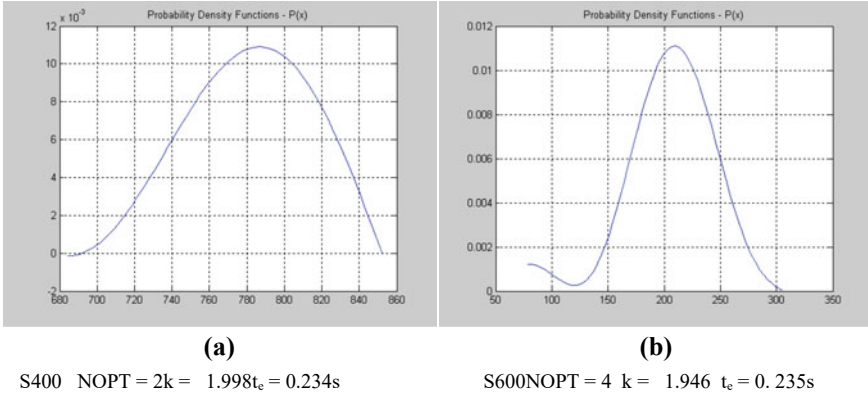 Probability Density Functions - P(x)
x 10⁻³
12
10
8
6
4
2
0
-2
680 700 720 740 760 780 800 820 840 860
(a)
S400 NOPT = 2k = 1.998tₑ = 0.234s
Probability Density Functions - P(x)
0.012
0.01
0.008
0.006
0.004
0.002
0
50 100 150 200 250 300 350
(b)
S600NOPT = 4 k = 1.946 tₑ = 0. 235s